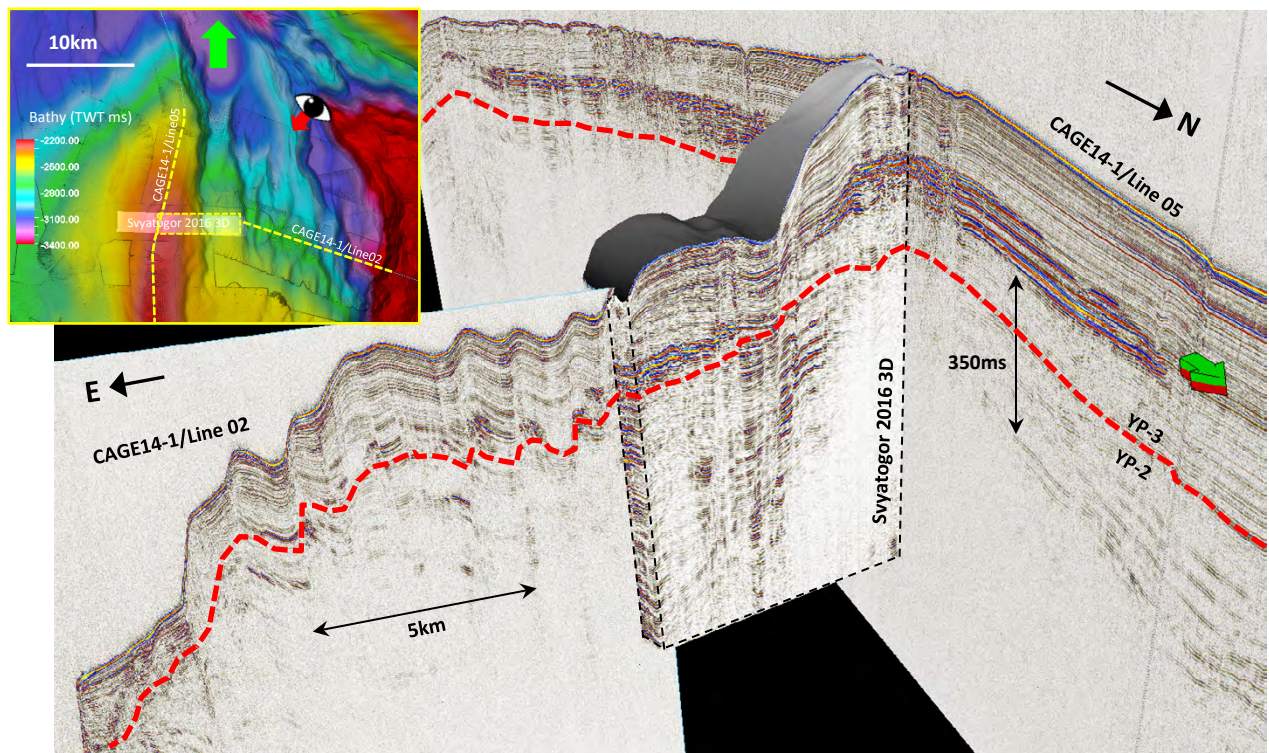 10km
Bathy (TWT ms)
-2200.00
-2600.00
-2800.00
-3100.00
-3400.00
CAGE14-1/Line05
Svyatogor 2016 3D
CAGE14-1/Line02
N
CAGE14-1/Line 05
350ms
E
CAGE14-1/Line 02
YP-3
YP-2
Svyatogor 2016 3D
5km